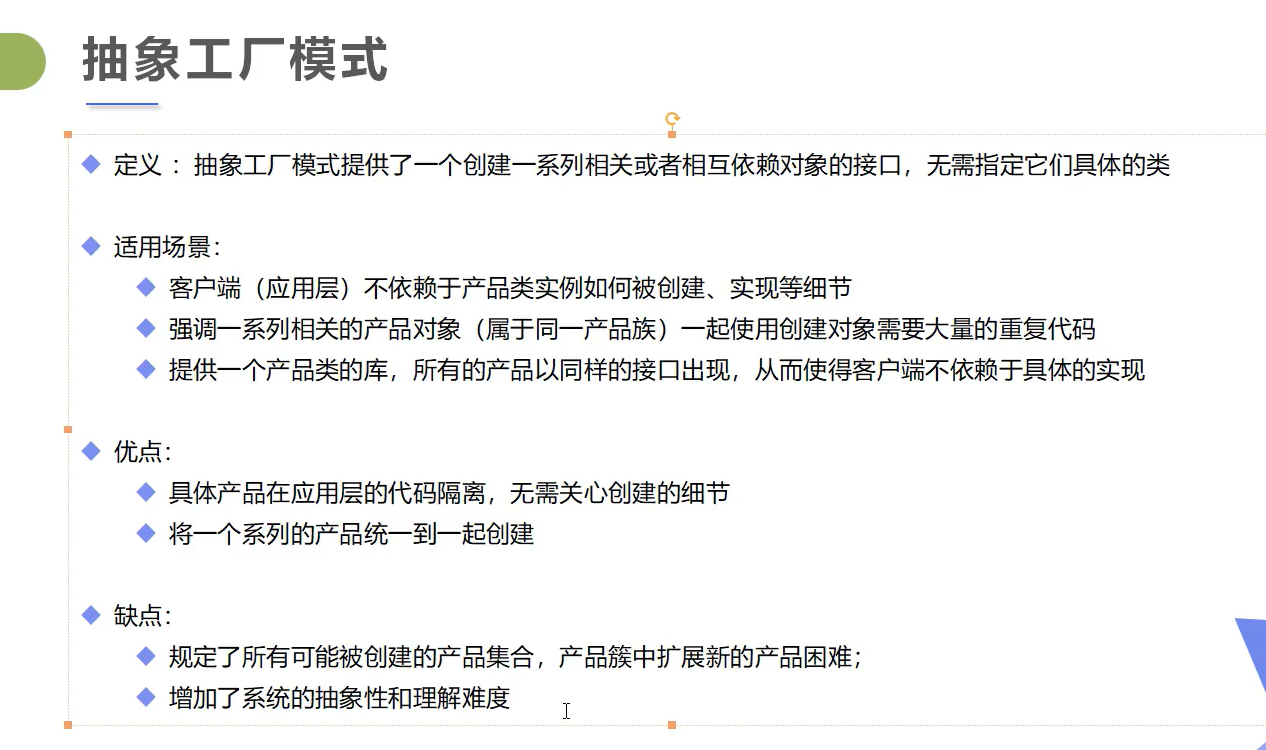 抽象工厂模式
定义 ：抽象工厂模式提供了一个创建一系列相关或者相互依赖对象的接口，无需指定它们具体的类
适用场景：
客户端（应用层）不依赖于产品类实例如何被创建、实现等细节
强调一系列相关的产品对象（属于同一产品族）一起使用创建对象需要大量的重复代码
提供一个产品类的库，所有的产品以同样的接口出现，从而使得客户端不依赖于具体的实现
优点：
具体产品在应用层的代码隔离，无需关心创建的细节
将一个系列的产品统一到一起创建
缺点：
规定了所有可能被创建的产品集合，产品簇中扩展新的产品困难；
增加了系统的抽象性和理解难度